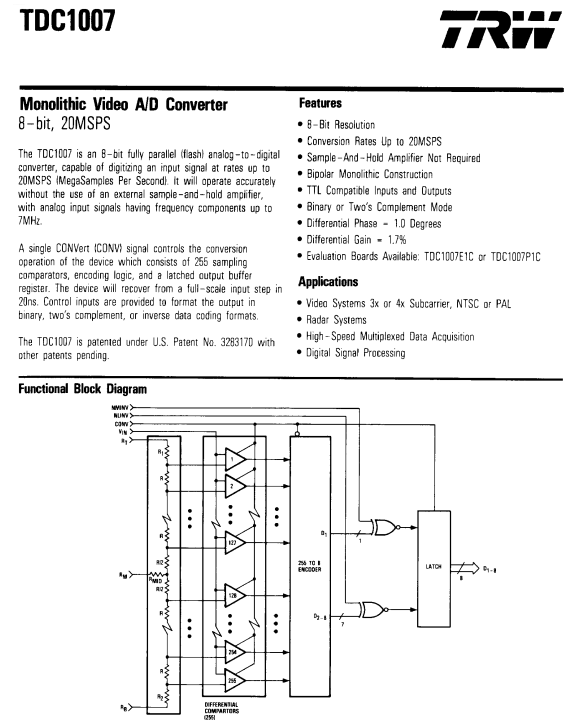 TDC1007
TRW
Monolithic Video A/D Converter
8-bit, 20MSPS
The TDC1007 is an 8-bit fully parallel (flash) analog-to-digital
converter, capable of digitizing an input signal at rates up to
20MSPS (MegaSamples Per Second). It will operate accurately
without the use of an external sample-and-hold amplifier,
with analog input signals having frequency components up to
7MHz.
A single CONVert (CONV) signal controls the conversion
operation of the device which consists of 255 sampling
comparators, encoding logic, and a latched output buffer
register. The device will recover from a full-scale input step in
20ns. Control inputs are provided to format the output in
binary, two's complement, or inverse data coding formats.
The TDC1007 is patented under U.S. Patent No. 3283170 with
other patents pending.
Features
• 8-Bit Resolution
• Conversion Rates Up to 20MSPS
• Sample-And-Hold Amplifier Not Required
• Bipolar Monolithic Construction
• TTL Compatible Inputs and Outputs
• Binary or Two's Complement Mode
• Differential Phase = 1.0 Degrees
• Differential Gain = 1.7%
• Evaluation Boards Available: TDC1007E1C or TDC1007P1C
Applications
• Video Systems 3x or 4x Subcarrier, NTSC or PAL
• Radar Systems
• High-Speed Multiplexed Data Acquisition
• Digital Signal Processing
Functional Block Diagram
NMINV
NLINV
CONV
VIN
RT
R1
R
R
R/2
RM
RMID
R/2
R
R
R2
RB
1
2
127
128
254
255
DIFFERENTIAL
COMPARTORS
(255)
255 TO 8
ENCODER
D1
1
D2-8
7
LATCH
8
D1-8